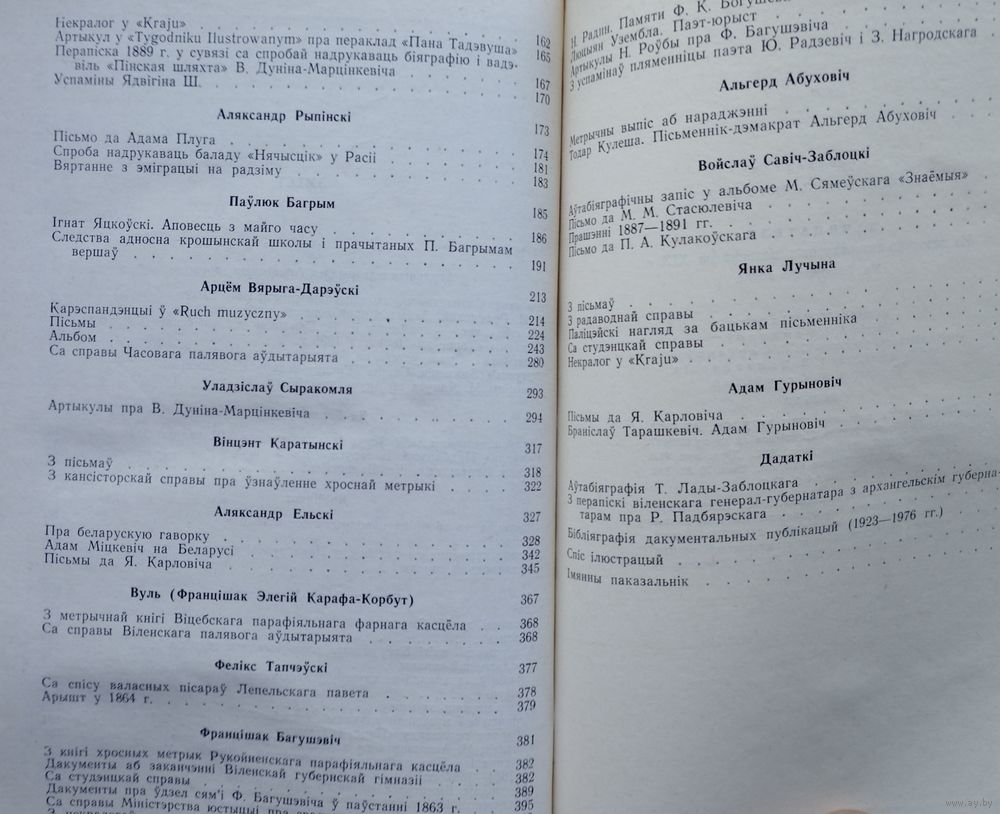 Некралог у «Kraju» . . . . . . . . . . 162
Артыкул у «Tygodniku Ilustrowanym» пра пераклад «Пана Тадэвуша» 165
Перапіска 1889 г. у сувязі са спробай надрукаваць біяграфію і вадэ-
віль «Пінская шляхта» В. Дуніна-Марцінкевіча . . . . 167
Успаміны Ядвігіна Ш. . . . . . . . . . 170
Аляксандр Рыпінскі 173
Пісьмо да Адама Плуга . . . . . . . . . . 174
Спроба надрукаваць баладу «Нячысцік» у Расіі . . . . . 181
Вяртанне з эміграцыі на радзіму . . . . . . . . 183
Паўлюк Багрым 185
Ігнат Яцкоўскі. Аповесць з майго часу . . . . . . . 186
Следства адносна крошынскай школы і прачытаных П. Багрымам
вершаў . . . . . . . . . . 191
Арцём Вярыга-Дарэўскі 213
Карэспандэнцыі ў «Ruch muzyczny» . . . . . . . 214
Пісьмы . . . . . . . . . . 224
Альбом . . . . . . . . . . 243
Са справы Часовага палявога аўдытарыята . . . . . . 280
Уладзіслаў Сыракомля 293
Артыкулы пра В. Дуніна-Марцінкевіча . . . . . . . 294
Вінцэнт Каратынскі 317
З пісьмаў . . . . . . . . . . 318
З кансісторскай справы пра ўзнаўленне хроснай метрыкі . . . . 322
Аляксандр Ельскі 327
Пра беларускую гаворку . . . . . . . . . 328
Адам Міцкевіч на Беларусі . . . . . . . . . 342
Пісьмы да Я. Карловіча . . . . . . . . . 345
Вуль (Францішак Элегій Карафа-Корбут) 367
З метрычнай кнігі Віцебскага парафіяльнага фарнага касцёла . . 368
Са справы Віленскага палявога аўдытарыята . . . . . . 368
Фелікс Тапчэўскі 377
Са спісу валасных пісараў Лепельскага павета . . . . . . 378
Арышт у 1864 г. . . . . . . . . . 379
Францішак Багушэвіч 381
З кнігі хросных метрык Рукойненскага парафіяльнага касцёла . . 382
Дакументы аб заканчэнні Віленскай губернскай гімназіі . . . 382
Са студэнцкай справы . . . . . . . . . 389
Дакументы пра ўдзел сям'і Ф. Багушэвіча ў паўстанні 1863 г. . 395
Са справы Міністэрства юстыцыі пра
Н. Радин. Памяти Ф. К.
Люцыян Узембла. Паэт-юрыст . . .
Артыкулы Н. Роўбы пра Ф. Багушэвіча . . .
З успамінаў пляменніцы паэта Ю. Радзевіч і З. Нагродскага . . .
Альгерд Абуховіч
Метрычны выпіс аб нараджэнні . . . . . .
Тодар Кулеша. Пісьменнік-дэмакрат Альгерд Абуховіч . . .
Войслаў Савіч-Заблоцкі
Аўтабіяграфічны запіс у альбоме М. Сямеўскага «Знаёмыя» . .
Пісьмо да М. М. Стасюлевіча . . . . . .
Прашэнні 1887—1891 гг. . . . . . .
Пісьмо да П. А. Кулакоўскага . . . . . .
Янка Лучына
З пісьмаў . . . . . . . .
З радаводнай справы . . . . . . .
Паліцэйскі нагляд за бацькам пісьменніка . . . . .
Са студэнцкай справы . . . . . . .
Некралог у «Kraju» . . . . . . . .
Адам Гурыновіч
Пісьмы да Я. Карловіча . . . . . . .
Браніслаў Тарашкевіч. Адам Гурыновіч . . . . .
Дадаткі
Аўтабіяграфія Т. Лады-Заблоцкага . . . . . .
З перапіскі віленскага генерал-губернатара з архангельскім губерна-
тарам пра Р. Падбярэскага . . . . .
Бібліяграфія дакументальных публікацый (1923—1976 гг.) . . .
Спіс ілюстрацый . . . . . . . .
Імянны паказальнік . . . . . . . .
www.ay.by